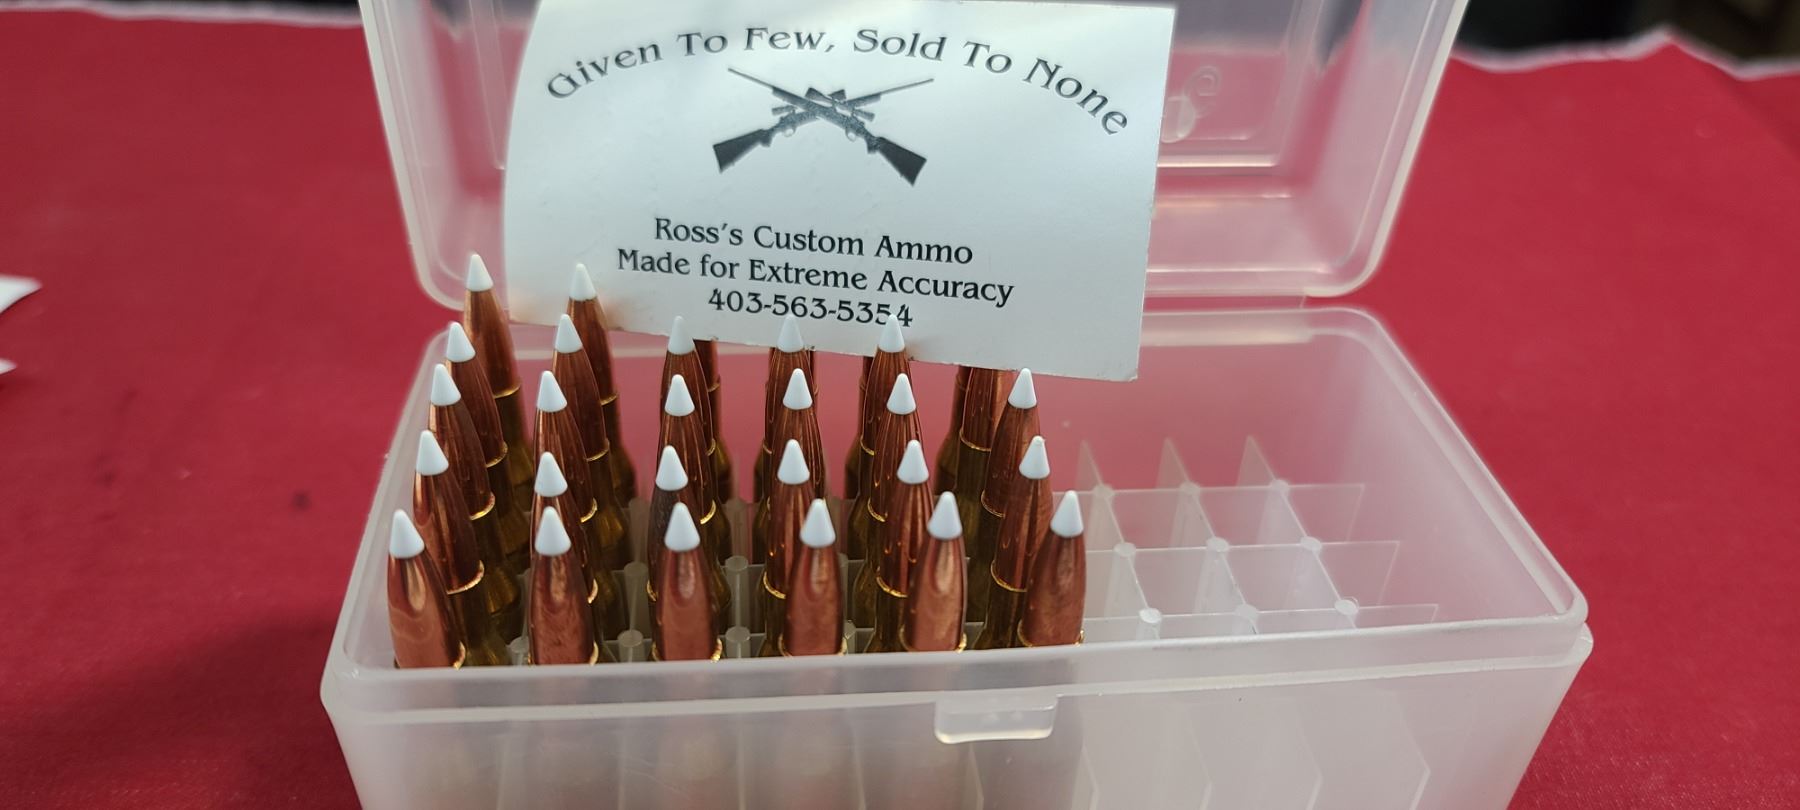 Given To Few, Sold To None
Ross's Custom Ammo
Made for Extreme Accuracy
403-563-5354